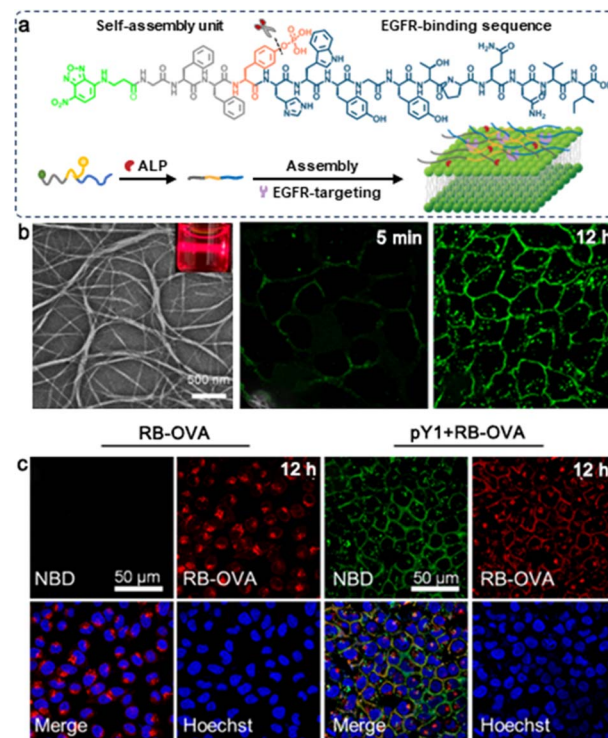 a
Self-assembly unit
EGFR-binding sequence
ALP
Assembly
EGFR-targeting
b
500 nm
5 min
12 h
RB-OVA
pY1+RB-OVA
c
12 h
12 h
NBD
50 µm
RB-OVA
NBD
50 µm
RB-OVA
Merge
Hoechst
Merge
Hoechst